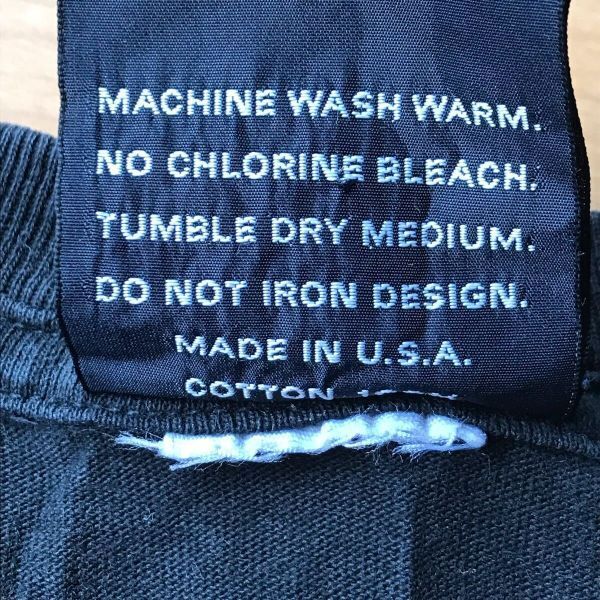 MACHINE WASH WARM.
NO CHLORINE BLEACH.
TUMBLE DRY MEDIUM.
DO NOT IRON DESIGN.
MADE IN U.S.A.
COTTON